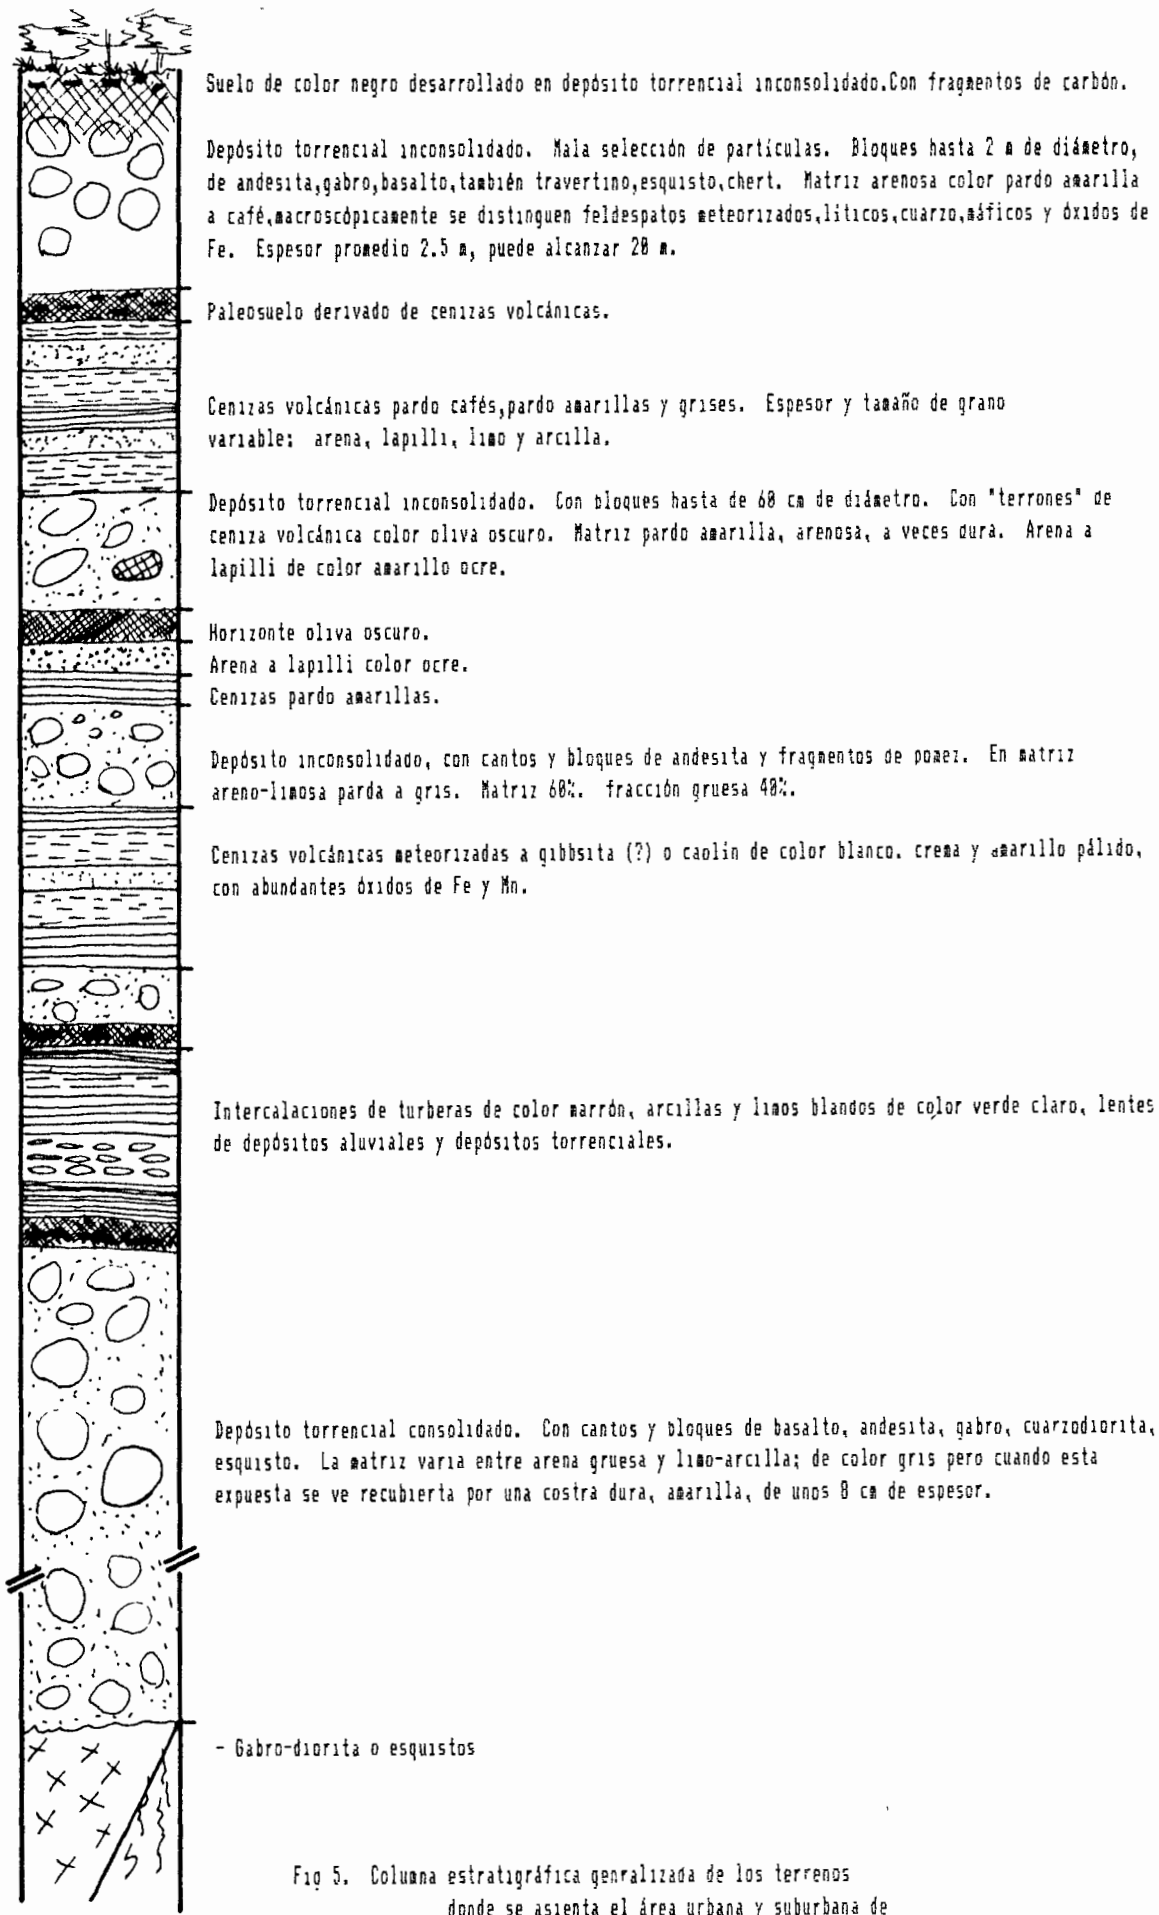 Suelo de color negro desarrollado en depósito torrencial inconsolidado.Con fragmentos de carbón.
Depósito torrencial inconsolidado. Mala selección de partículas. Bloques hasta 2 m de diámetro,
de andesita,gabro,basalto,también travertino,esquisto,chert. Matriz arenosa color pardo amarilla
a café,macroscópicamente se distinguen feldespatos meteorizados,líticos,cuarzo,máficos y óxidos de
Fe. Espesor promedio 2.5 m, puede alcanzar 20 m.
Paleosuelo derivado de cenizas volcánicas.
Cenizas volcánicas pardo cafés,pardo amarillas y grises. Espesor y tamaño de grano
variable: arena, lapilli, limo y arcilla.
Depósito torrencial inconsolidado. Con bloques hasta de 60 cm de diámetro. Con "terrones" de
ceniza volcánica color oliva oscuro. Matriz pardo amarilla, arenosa, a veces dura. Arena a
lapilli de color amarillo ocre.
Horizonte oliva oscuro.
Arena a lapilli color ocre.
Cenizas pardo amarillas.
Depósito inconsolidado, con cantos y bloques de andesita y fragmentos de pomez. En matriz
areno-limosa parda a gris. Matriz 60%. fracción gruesa 40%.
Cenizas volcánicas meteorizadas a gibbsita (?) o caolín de color blanco. crema y amarillo pálido,
con abundantes óxidos de Fe y Mn.
Intercalaciones de turberas de color marrón, arcillas y limos blandos de color verde claro, lentes
de depósitos aluviales y depósitos torrenciales.
Depósito torrencial consolidado. Con cantos y bloques de basalto, andesita, gabro, cuarzodiorita,
esquisto. La matriz varia entre arena gruesa y limo-arcilla; de color gris pero cuando esta
expuesta se ve recubierta por una costra dura, amarilla, de unos 8 cm de espesor.
- Gabro-diorita o esquistos
Fig 5. Columna estratigráfica genralizada de los terrenos
donde se asienta el área urbana y suburbana de